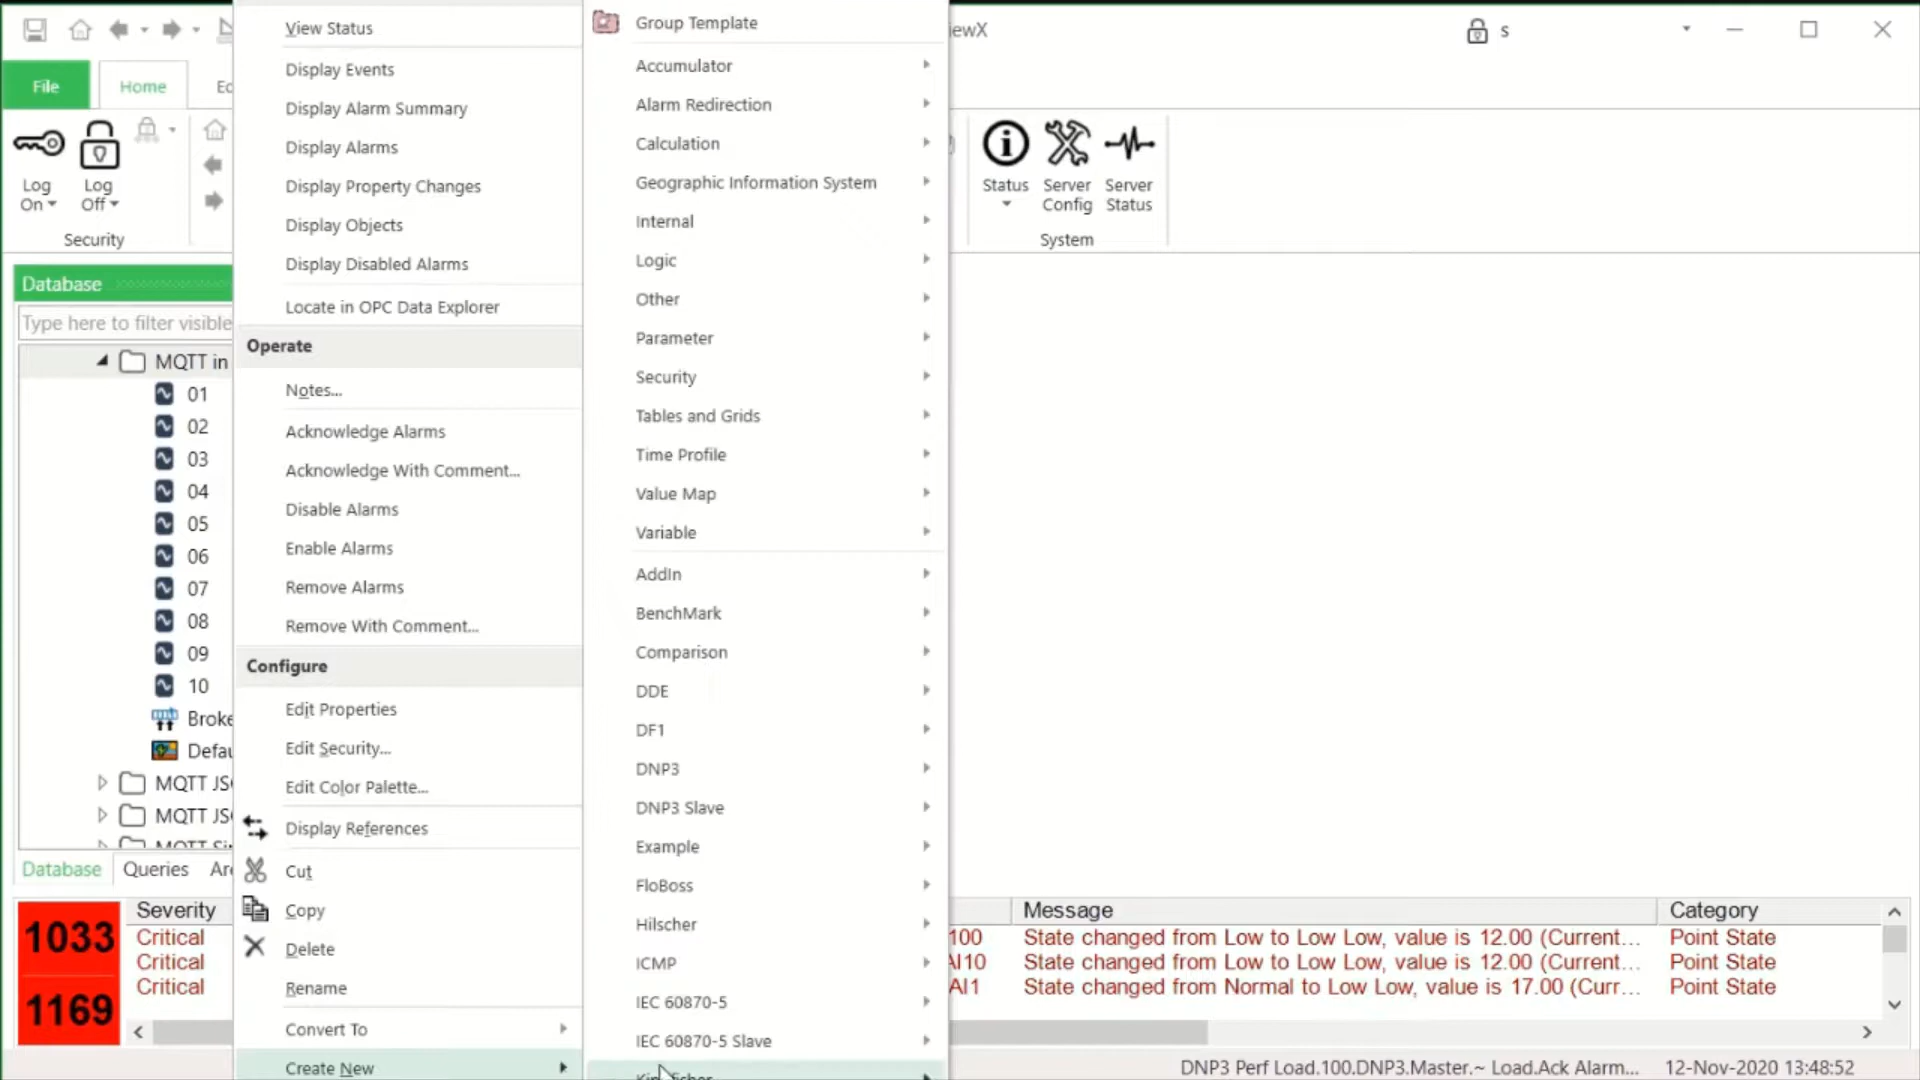 ewX
s
File
Home
Ec
Log On
Log Off
Security
Status
Server Config
Server Status
System
Database
Type here to filter visible
MQTT in
01
02
03
04
05
06
07
08
09
10
Broke
Defau
MQTT JS
MQTT JS
Database
Queries
View Status
Display Events
Display Alarm Summary
Display Alarms
Display Property Changes
Display Objects
Display Disabled Alarms
Locate in OPC Data Explorer
Operate
Notes...
Acknowledge Alarms
Acknowledge With Comment...
Disable Alarms
Enable Alarms
Remove Alarms
Remove With Comment...
Configure
Edit Properties
Edit Security...
Edit Color Palette...
Display References
Cut
Copy
Delete
Rename
Convert To
Create New
Group Template
Accumulator
Alarm Redirection
Calculation
Geographic Information System
Internal
Logic
Other
Parameter
Security
Tables and Grids
Time Profile
Value Map
Variable
AddIn
BenchMark
Comparison
DDE
DF1
DNP3
DNP3 Slave
Example
FloBoss
Hilscher
ICMP
IEC 60870-5
IEC 60870-5 Slave
1033
1169
Severity
Message
Category
Critical
100
State changed from Low to Low Low, value is 12.00 (Current...
Point State
Critical
AI10
State changed from Low to Low Low, value is 12.00 (Current...
Point State
Critical
AI1
State changed from Normal to Low Low, value is 17.00 (Curr...
Point State
DNP3 Perf Load.100.DNP3.Master.~ Load.Ack Alarm...
12-Nov-2020 13:48:52